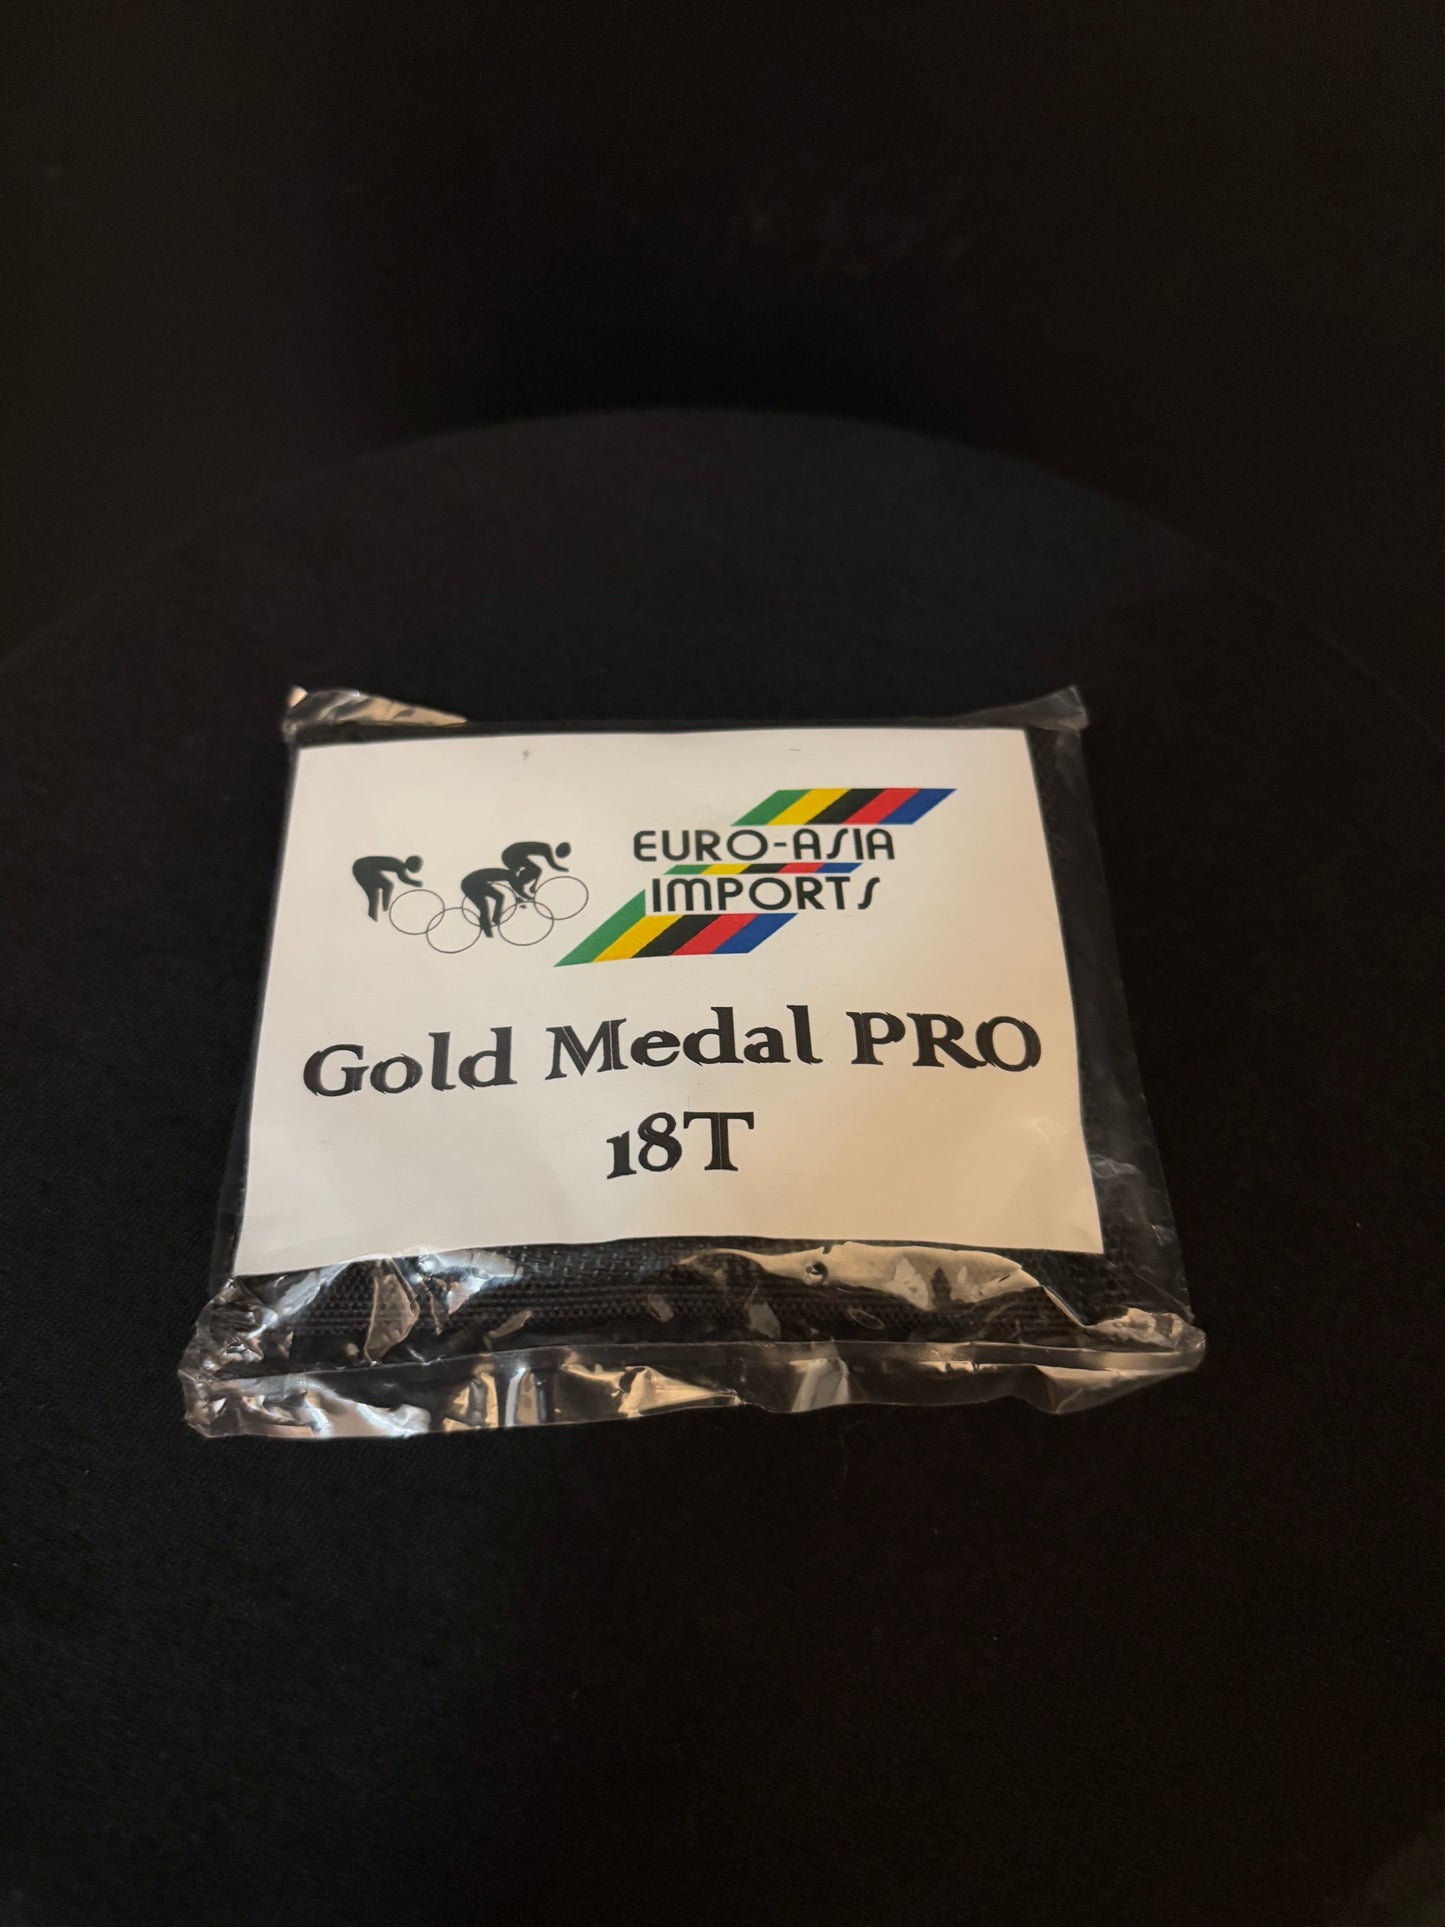 EURO-ASIA
IMPORTS
Gold Medal PRO
18T